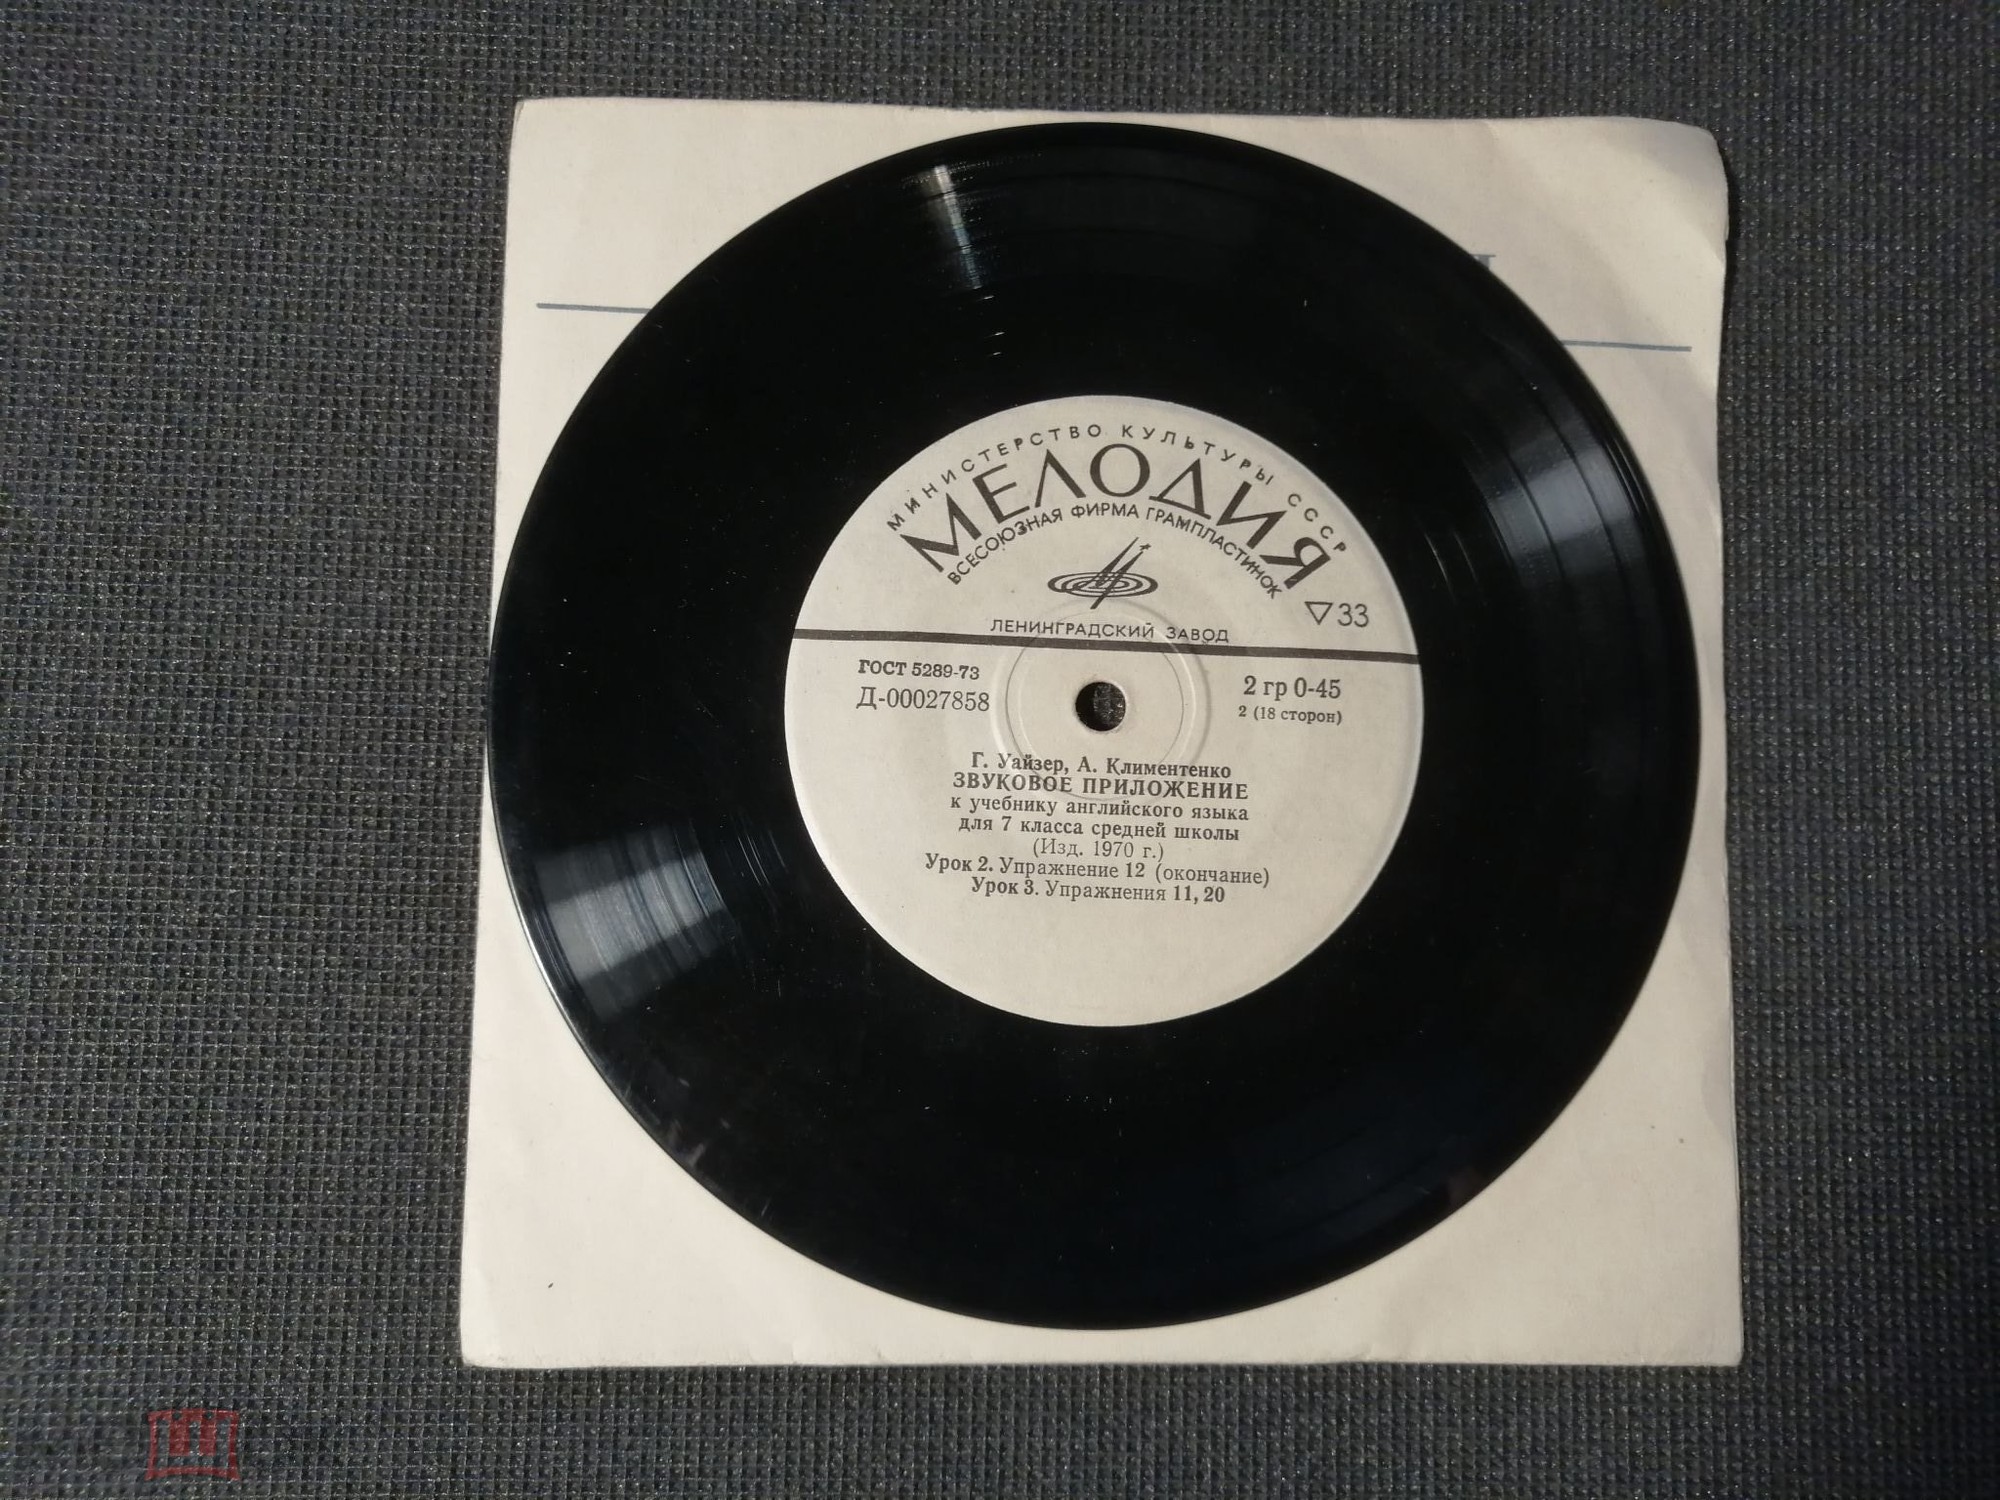 МИНИСТЕРСТВО КУЛЬТУРЫ СССР
МЕЛОДИЯ
ВСЕСОЮЗНАЯ ФИРМА ГРАМПЛАСТИНОК
▽33
ЛЕНИНГРАДСКИЙ ЗАВОД
ГОСТ 5289-73
Д-00027858
2 гр 0-45
2 (18 сторон)
Г. Уайзер, А. Климентенко
ЗВУКОВОЕ ПРИЛОЖЕНИЕ
к учебнику английского языка
для 7 класса средней школы
(Изд. 1970 г.)
Урок 2. Упражнение 12 (окончание)
Урок 3. Упражнения 11, 20